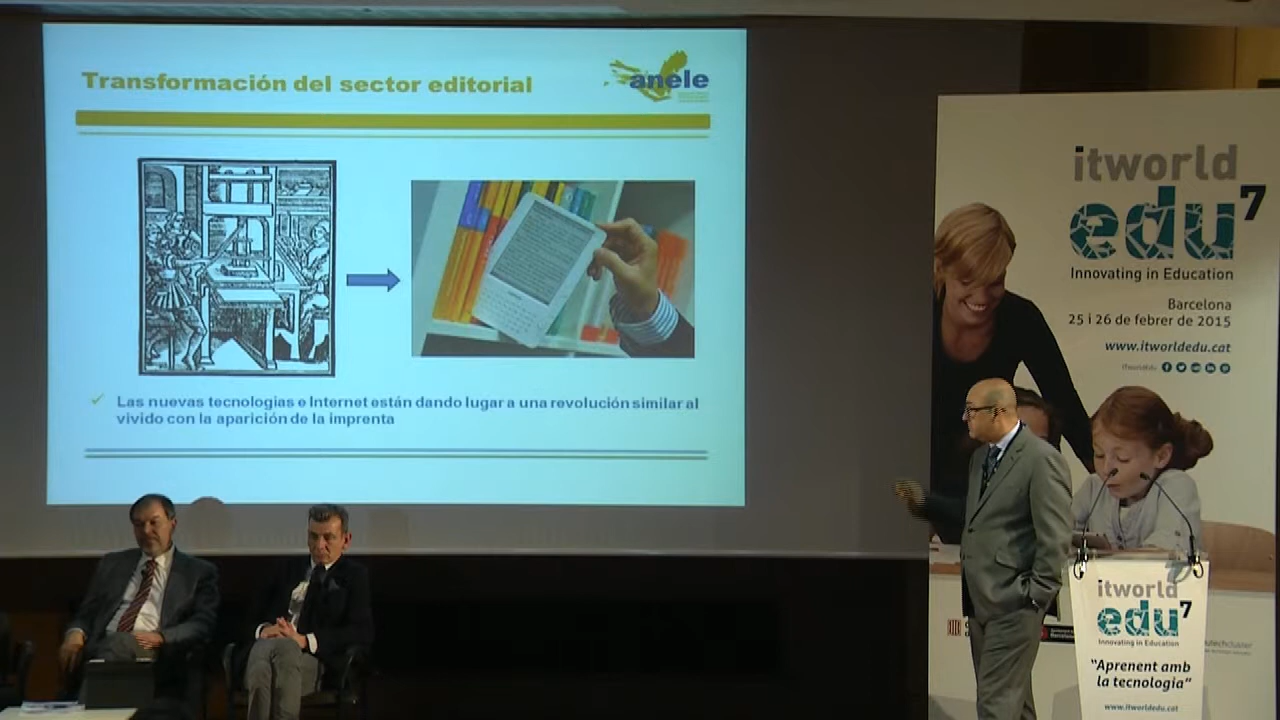 Transformación del sector editorial
anele
Las nuevas tecnologias e Internet están dando lugar a una revolución similar al
vivido con la aparición de la imprenta
itworld
edu7
Innovating in Education
Barcelona
25 i 26 de febrer de 2015
www.itworldedu.cat
itworldedu
itworld
edu7
Innovating in Education
"Aprenent amb
la tecnologia"
www.itworldedu.cat